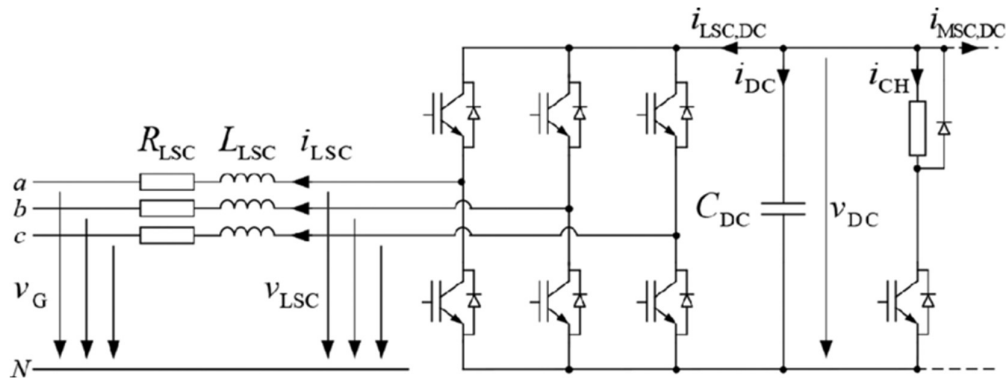 i_LSC,DC
i_MSC,DC
i_DC
i_CH
R_LSC
L_LSC
i_LSC
a
b
c
C_DC
v_DC
v_G
v_LSC
N